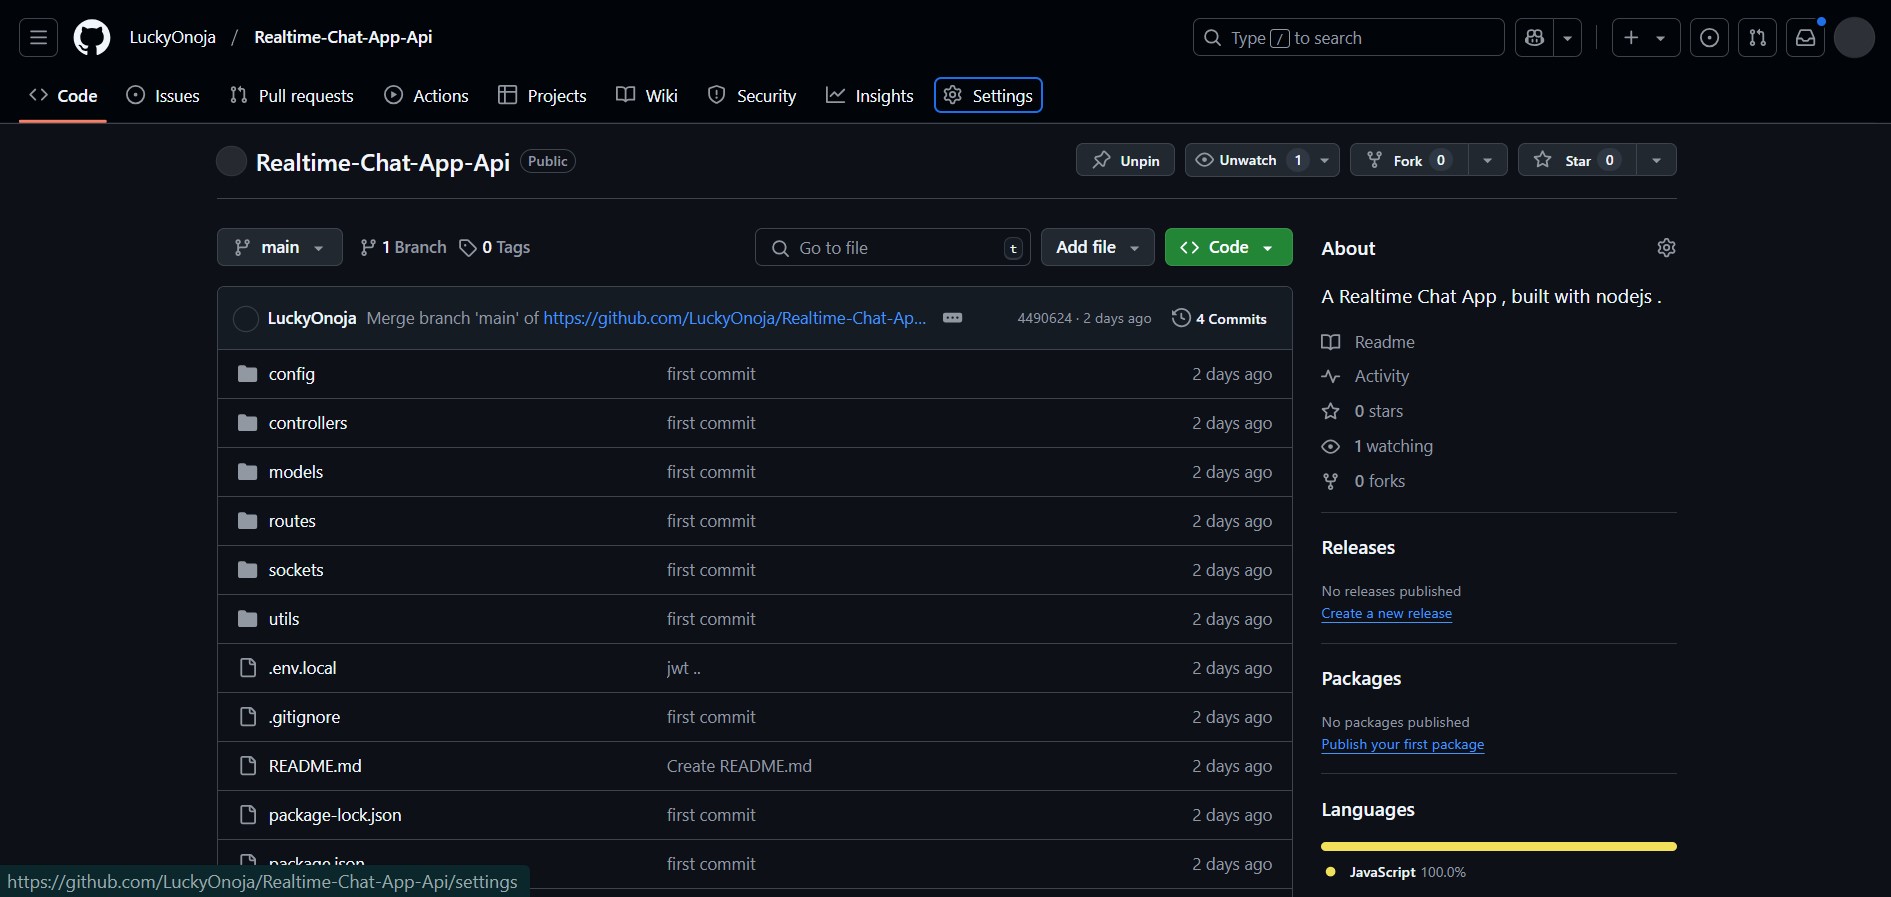 LuckyOnoja / Realtime-Chat-App-Api
Type / to search
Code Issues Pull requests Actions Projects Wiki Security Insights Settings
Realtime-Chat-App-Api Public
Unpin Unwatch 1 Fork 0 Star 0
main 1 Branch 0 Tags
Go to file t Add file Code
LuckyOnoja Merge branch 'main' of https://github.com/LuckyOnoja/Realtime-Chat-Ap... 4490624 · 2 days ago 4 Commits
config first commit 2 days ago
controllers first commit 2 days ago
models first commit 2 days ago
routes first commit 2 days ago
sockets first commit 2 days ago
utils first commit 2 days ago
.env.local jwt .. 2 days ago
.gitignore first commit 2 days ago
README.md Create README.md 2 days ago
package-lock.json first commit 2 days ago
package.json first commit 2 days ago
About
A Realtime Chat App , built with nodejs .
Readme
Activity
0 stars
1 watching
0 forks
Releases
No releases published
Create a new release
Packages
No packages published
Publish your first package
Languages
JavaScript 100.0%
https://github.com/LuckyOnoja/Realtime-Chat-App-Api/settings